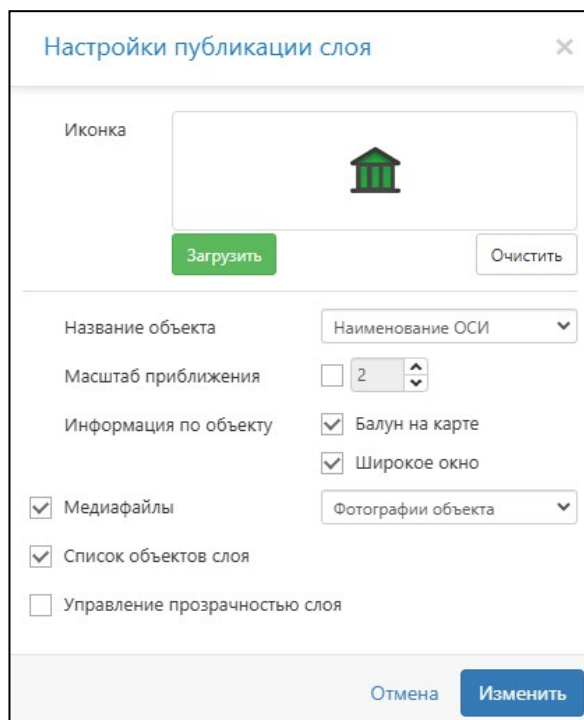 Настройки публикации слоя ×
Иконка
Загрузить Очистить
Название объекта Наименование ОСИ
Масштаб приближения 2
Информация по объекту Балун на карте
Широкое окно
Медиафайлы Фотографии объекта
Список объектов слоя
Управление прозрачностью слоя
Отмена Изменить